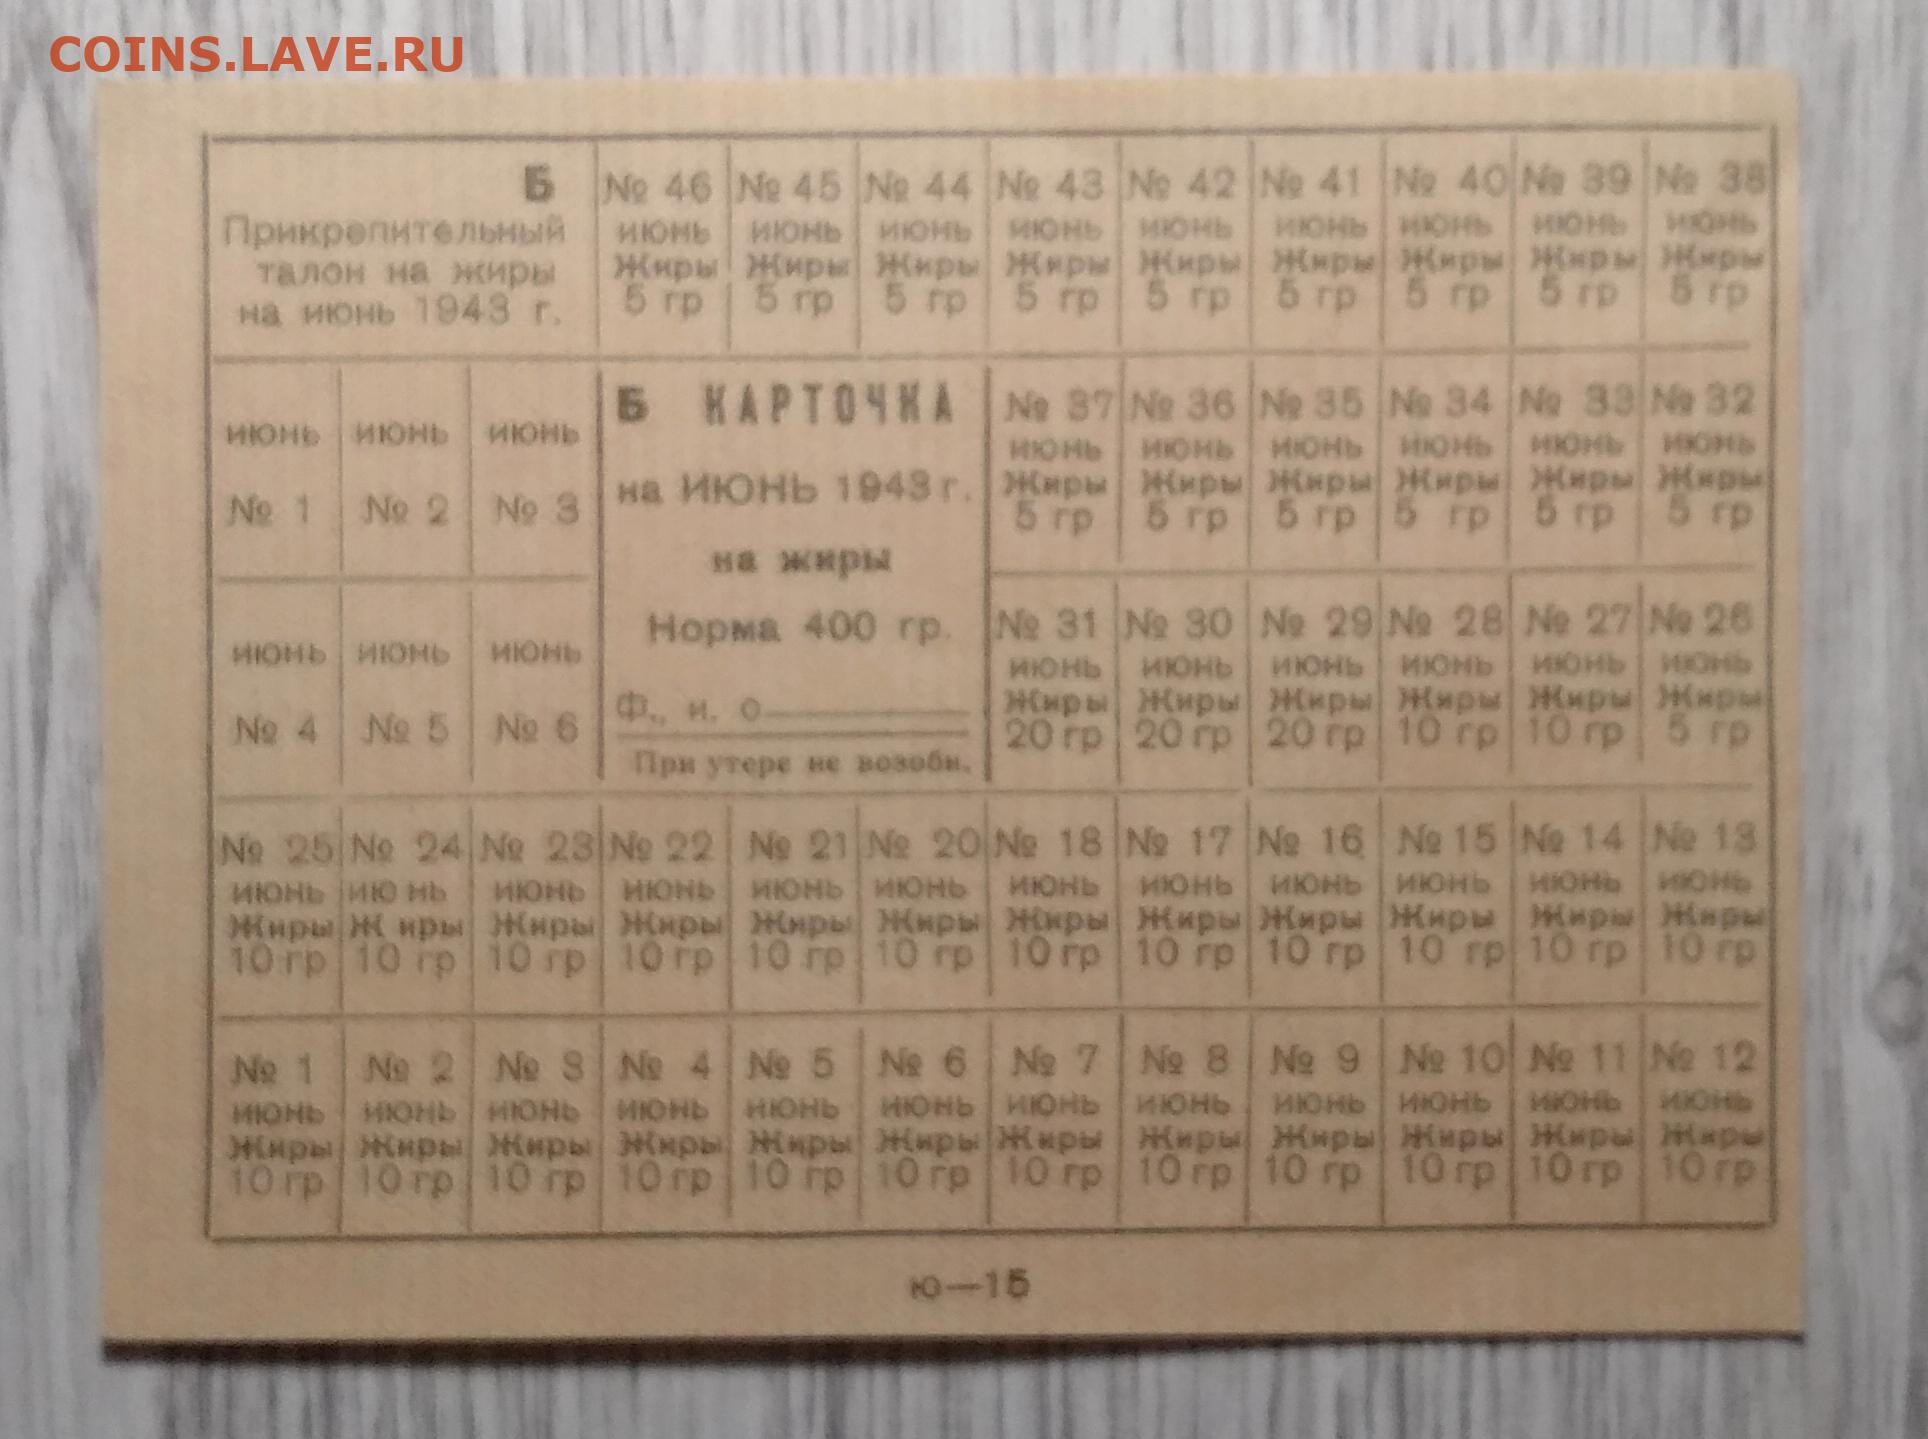 COINS.LAVE.RU
Б
Прикрепительный
талон на жиры
на июнь 1943 г.
№ 46 № 45 № 44 № 43 № 42 № 41 № 40 № 39 № 38
июнь июнь июнь июнь июнь июнь июнь июнь июнь
Жиры Жиры Жиры Жиры Жиры Жиры Жиры Жиры Жиры
5 гр 5 гр 5 гр 5 гр 5 гр 5 гр 5 гр 5 гр 5 гр
июнь июнь июнь
№ 1 № 2 № 3
июнь июнь июнь
№ 4 № 5 № 6
Б КАРТОЧКА
на ИЮНЬ 1943 г.
на жиры
Норма 400 гр.
Ф., и. о
При утере не возобн.
№ 37 № 36 № 35 № 34 № 33 № 32
июнь июнь июнь июнь июнь июнь
Жиры Жиры Жиры Жиры Жиры Жиры
5 гр 5 гр 5 гр 5 гр 5 гр 5 гр
№ 31 № 30 № 29 № 28 № 27 № 26
июнь июнь июнь июнь июнь июнь
Жиры Жиры Жиры Жиры Жиры Жиры
20 гр 20 гр 20 гр 10 гр 10 гр 5 гр
№ 25 № 24 № 23 № 22 № 21 № 20 № 18 № 17 № 16 № 15 № 14 № 13
июнь ию нь июнь июнь июнь июнь июнь июнь июнь июнь июнь июнь
Жиры Ж иры Жиры Жиры Жиры Жиры Жиры Жиры Жиры Жиры Жиры Жиры
10 гр 10 гр 10 гр 10 гр 10 гр 10 гр 10 гр 10 гр 10 гр 10 гр 10 гр 10 гр
№ 1 № 2 № 3 № 4 № 5 № 6 № 7 № 8 № 9 № 10 № 11 № 12
июнь июнь июнь июнь июнь июнь июнь июнь июнь июнь июнь июнь
Жиры Жиры Жиры Жиры Жиры Жиры Жиры Жиры Жиры Жиры Жиры Жиры
10 гр 10 гр 10 гр 10 гр 10 гр 10 гр 10 гр 10 гр 10 гр 10 гр 10 гр 10 гр
ю—15